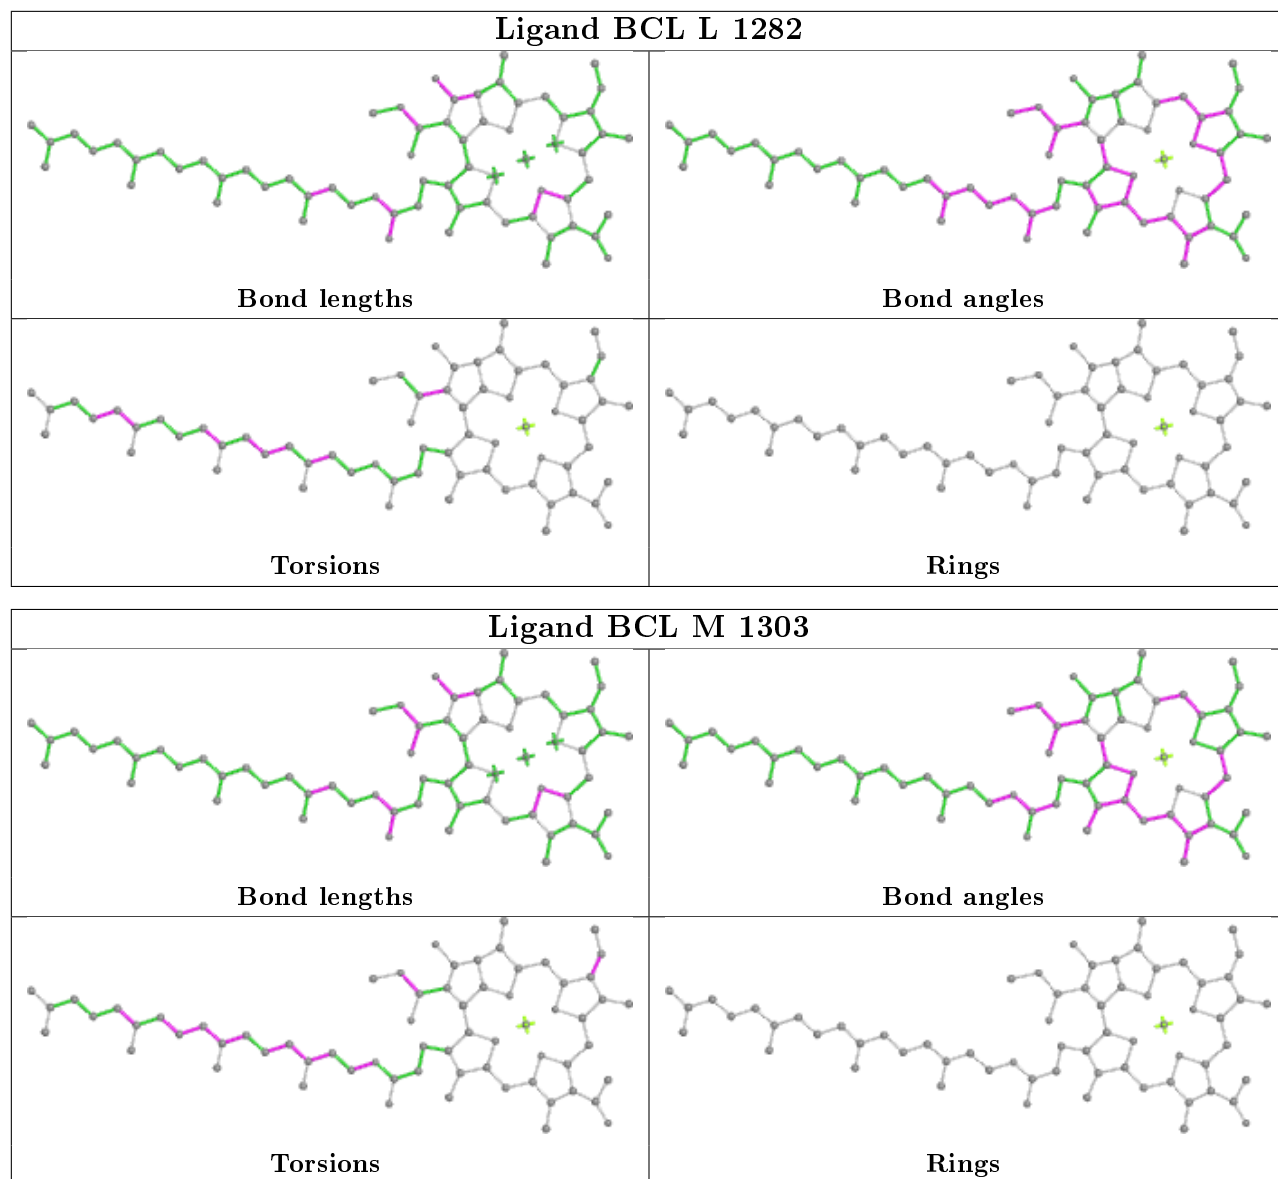 Ligand BCL L 1282
Bond lengths
Bond angles
Torsions
Rings
Ligand BCL M 1303
Bond lengths
Bond angles
Torsions
Rings